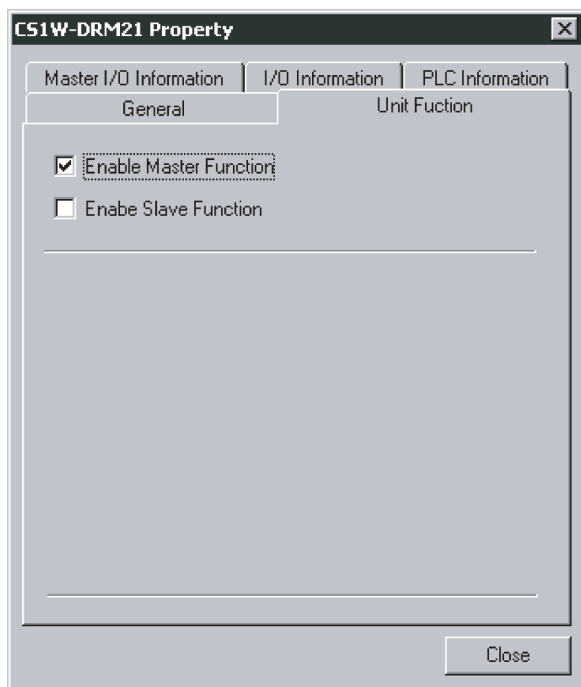 CS1W-DRM21 Property
Master I/O Information
I/O Information
PLC Information
General
Unit Fuction
Enable Master Function
Enabe Slave Function
Close